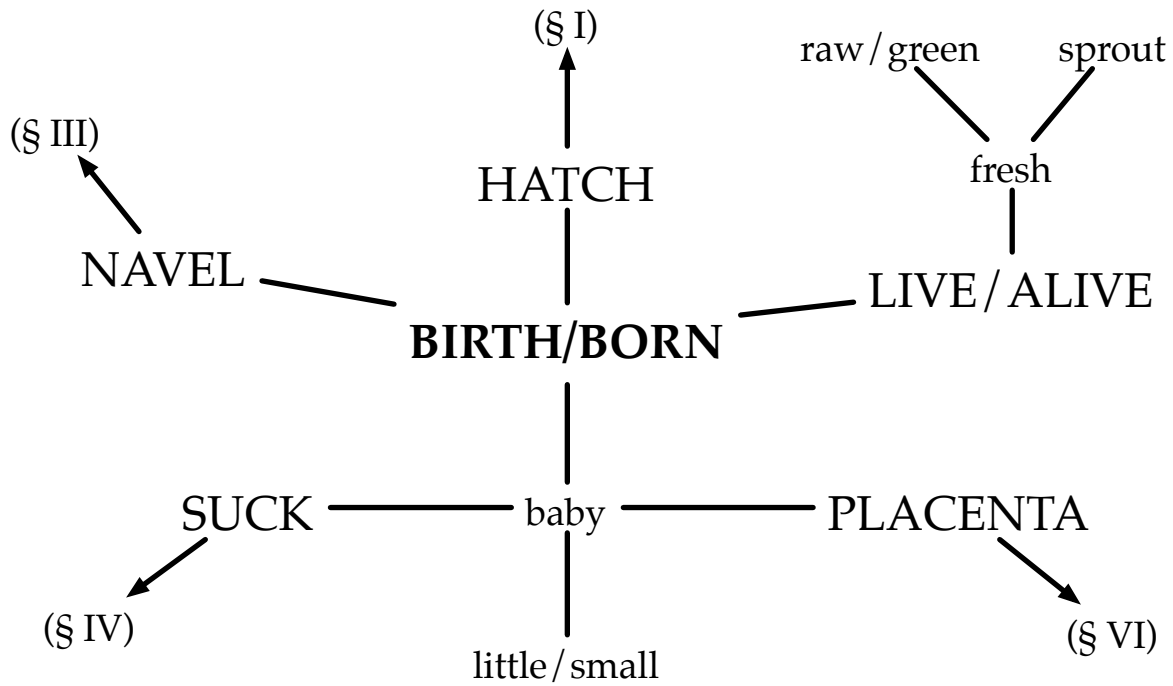 (§ I)
raw/green
sprout
(§ III)
HATCH
fresh
NAVEL
LIVE/ALIVE
BIRTH/BORN
SUCK
baby
PLACENTA
(§ IV)
(§ VI)
little/small